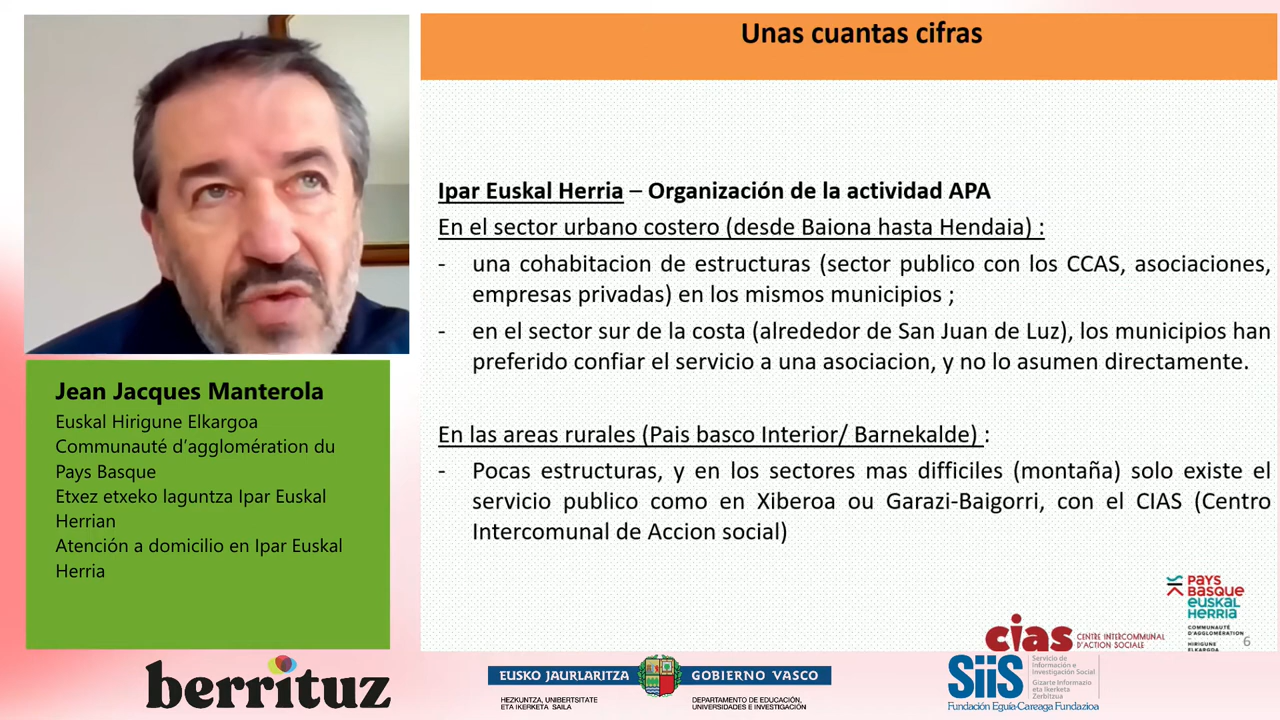 Unas cuantas cifras
Ipar Euskal Herria – Organización de la actividad APA
En el sector urbano costero (desde Baiona hasta Hendaia) :
- una cohabitacion de estructuras (sector publico con los CCAS, asociaciones,
empresas privadas) en los mismos municipios ;
- en el sector sur de la costa (alrededor de San Juan de Luz), los municipios han
preferido confiar el servicio a una asociacion, y no lo asumen directamente.
En las areas rurales (Pais basco Interior/ Barnekalde) :
- Pocas estructuras, y en los sectores mas difficiles (montaña) solo existe el
servicio publico como en Xiberoa ou Garazi-Baigorri, con el CIAS (Centro
Intercomunal de Accion social)
Jean Jacques Manterola
Euskal Hirigune Elkargoa
Communauté d'agglomération du
Pays Basque
Etxez etxeko laguntza Ipar Euskal
Herrian
Atención a domicilio en Ipar Euskal
Herria
PAYS
BASQUE
EUSKAL
HERRIA
COMMUNAUTÉ
D'AGGLOMÉRATION
-
HIRIGUNE
ELKARGOA
6
cias CENTRE INTERCOMMUNAL
D'ACTION SOCIALE
berrituz
EUSKO JAURLARITZA GOBIERNO VASCO
HEZKUNTZA, UNIBERTSITATE
ETA IKERKETA SAILA
DEPARTAMENTO DE EDUCACIÓN,
UNIVERSIDADES E INVESTIGACIÓN
SiiS
Servicio de
Información e
Investigación Social
Gizarte Informazio
eta Ikerketa
Zerbitzua
Fundación Eguía-Careaga Fundazioa